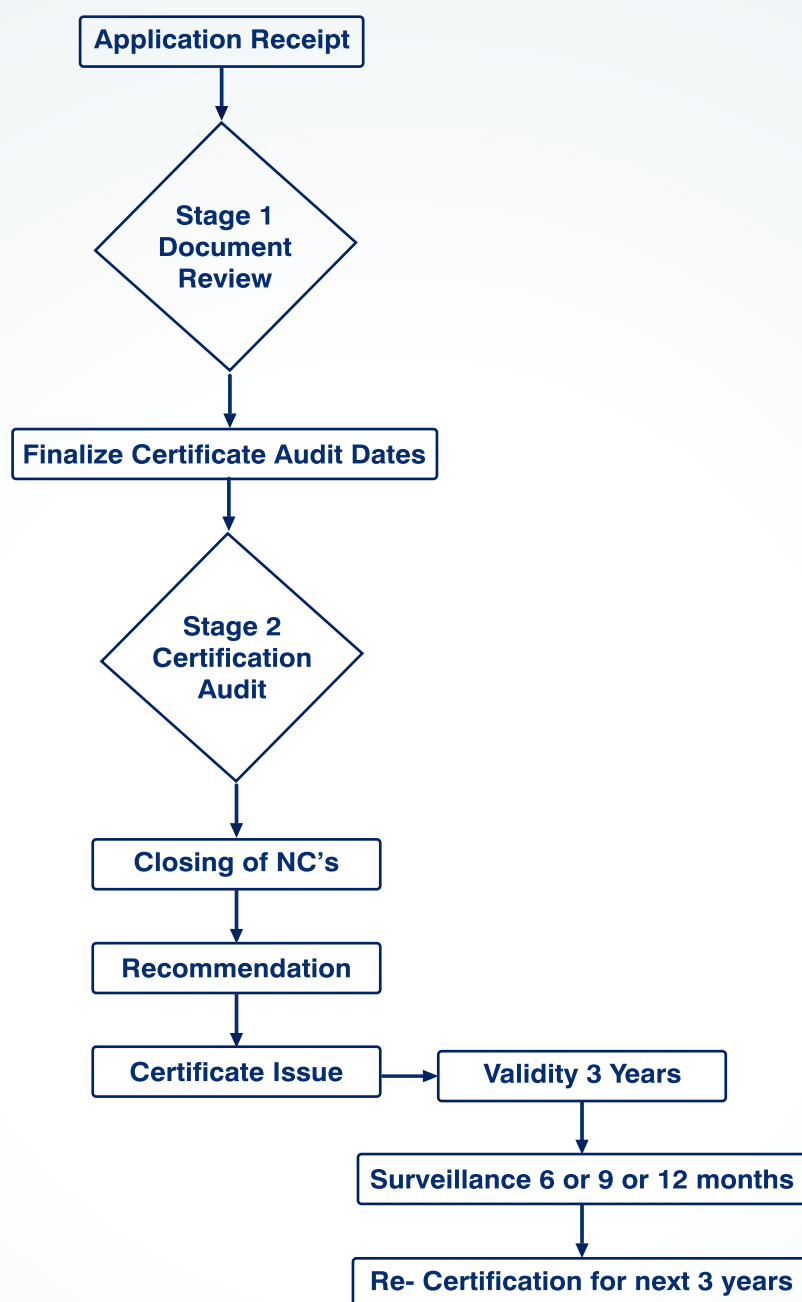 Application Receipt
Stage 1
Document
Review
Finalize Certificate Audit Dates
Stage 2
Certification
Audit
Closing of NC’s
Recommendation
Certificate Issue
Validity 3 Years
Surveillance 6 or 9 or 12 months
Re- Certification for next 3 years